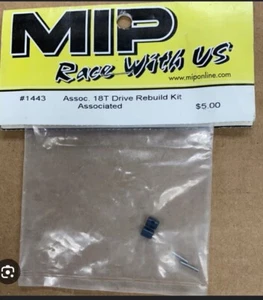 MIP
Race With US
www.miponline.com
#1443 Assoc. 18T Drive Rebuild Kit
Associated $5.00